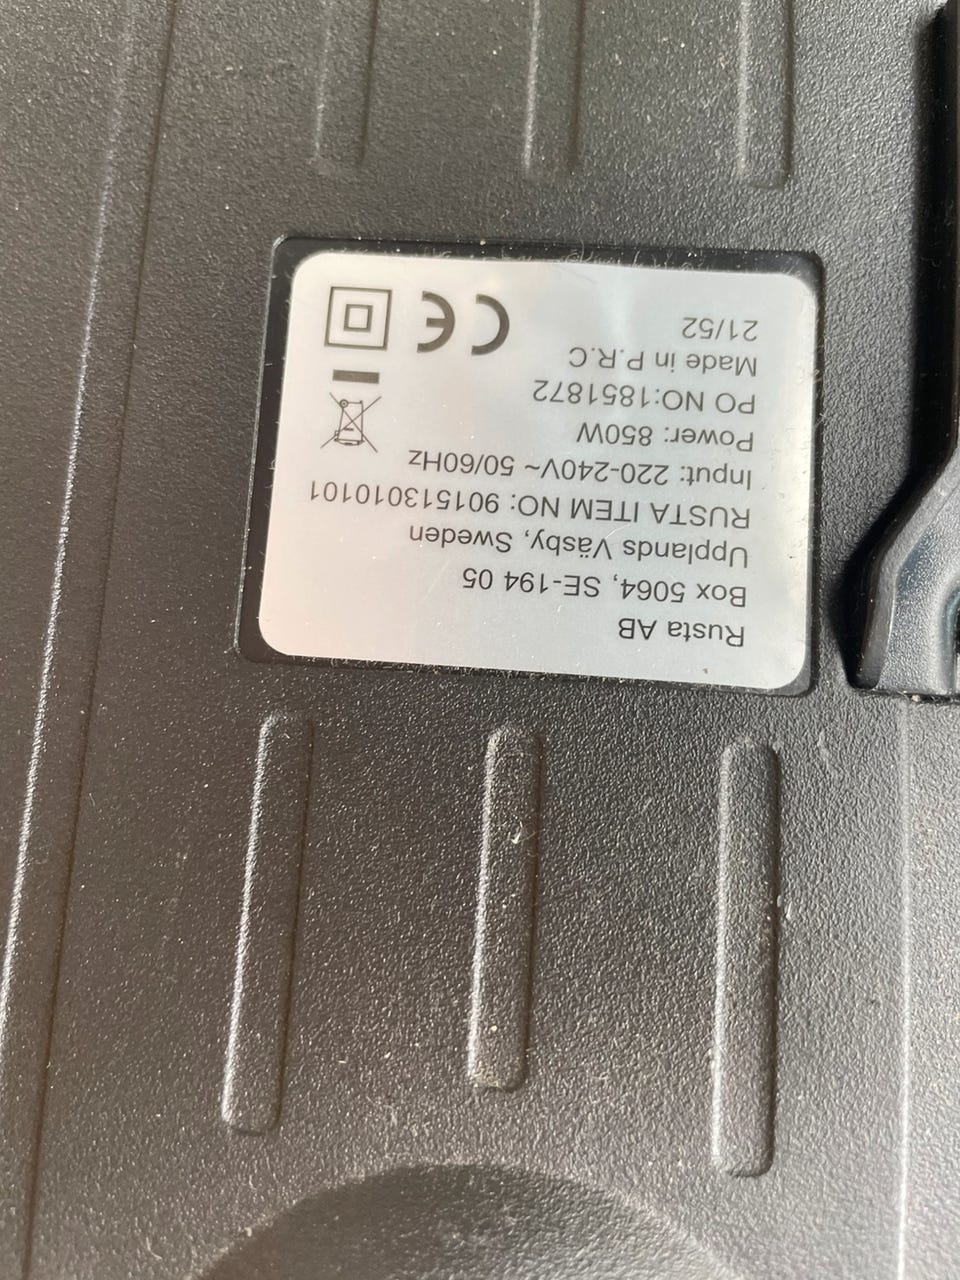 Rusta AB
Box 5064, SE-194 05
Upplands Väsby, Sweden
RUSTA ITEM NO: 901513010101
Input: 220-240V~ 50/60Hz
Power: 850W
PO NO:1851872
Made in P.R.C
21/52
CE